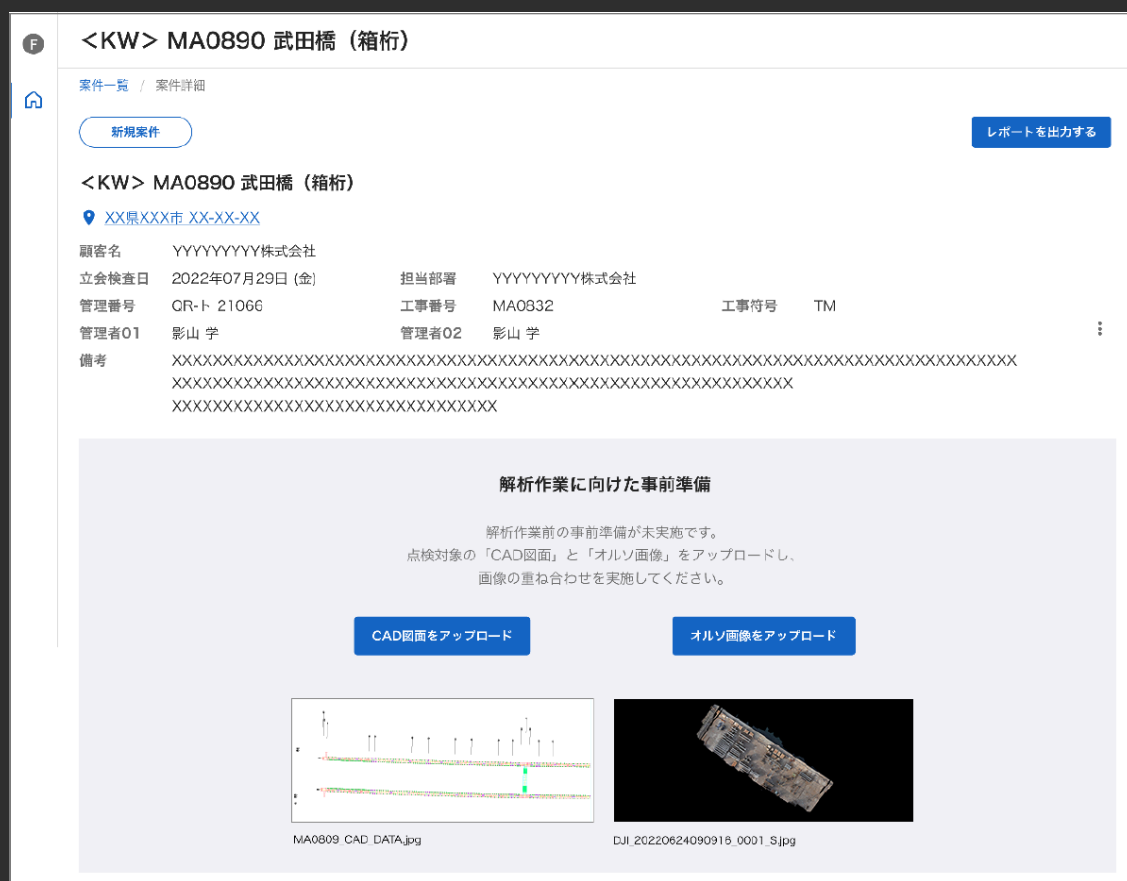 F
<KW> MA0890 武田橋（箱桁）
案件一覧 / 案件詳細
新規案件
レポートを出力する
<KW> MA0890 武田橋（箱桁）
XX県XXX市 XX-XX-XX
顧客名 YYYYYYYYY株式会社
立会検査日 2022年07月29日 (金) 担当部署 YYYYYYYYY株式会社
管理番号 QR-ト 21066 工事番号 MA0832 工事符号 TM
管理者01 影山 学 管理者02 影山 学
備考 XXXXXXXXXXXXXXXXXXXXXXXXXXXXXXXXXXXXXXXXXXXXXXXXXXXXXXXXXXXXXXXXXXXXXXXXXXXXXXXXXXX
XXXXXXXXXXXXXXXXXXXXXXXXXXXXXXXXXXXXXXXXXXXXXXXXXXXXXXXXXXXXX
XXXXXXXXXXXXXXXXXXXXXXXXXXXXXXXX
解析作業に向けた事前準備
解析作業前の事前準備が未実施です。
点検対象の「CAD図面」と「オルソ画像」をアップロードし、
画像の重ね合わせを実施してください。
CAD図面をアップロード
オルソ画像をアップロード
MA0809_CAD_DATA.jpg
DJI_20220624090916_0001_S.jpg